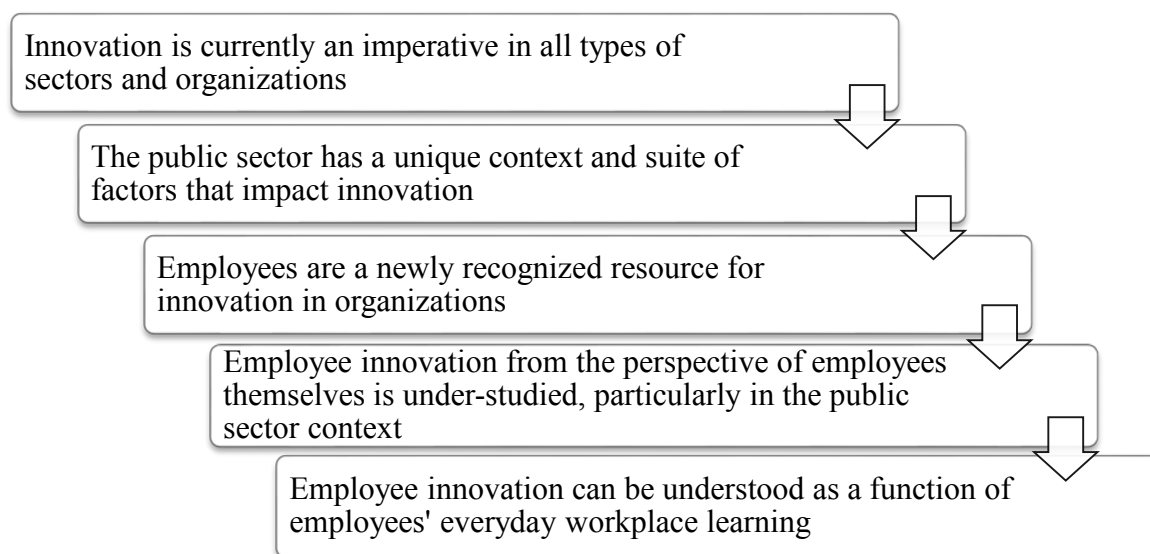 Innovation is currently an imperative in all types of
sectors and organizations
The public sector has a unique context and suite of
factors that impact innovation
Employees are a newly recognized resource for
innovation in organizations
Employee innovation from the perspective of employees
themselves is under-studied, particularly in the public
sector context
Employee innovation can be understood as a function of
employees' everyday workplace learning